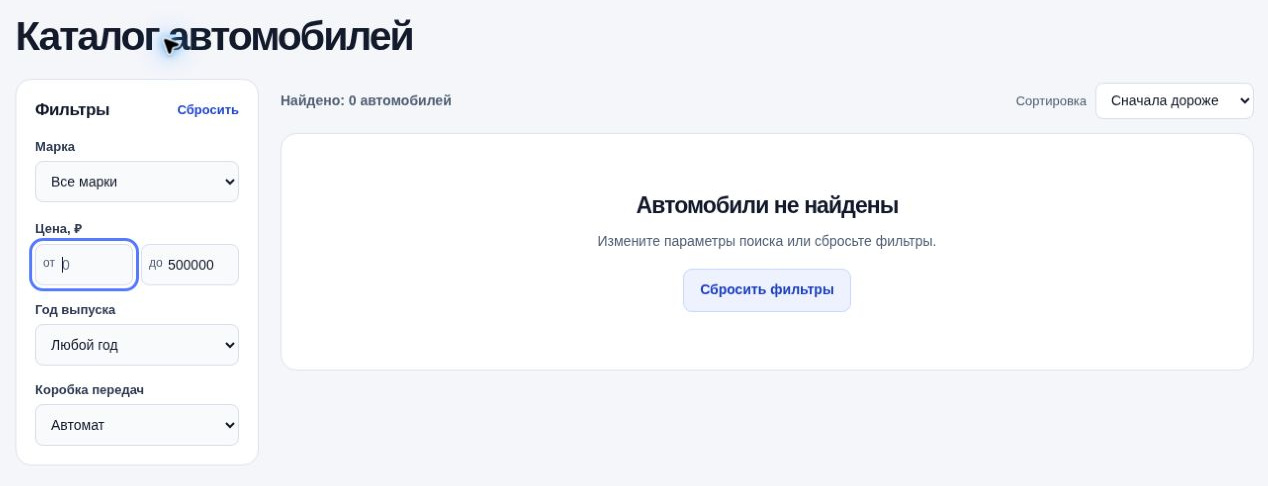 Каталог автомобилей
Фильтры
Сбросить
Марка
Все марки
Цена, ₽
от 0
до 500000
Год выпуска
Любой год
Коробка передач
Автомат
Найдено: 0 автомобилей
Сортировка
Сначала дороже
Автомобили не найдены
Измените параметры поиска или сбросьте фильтры.
Сбросить фильтры